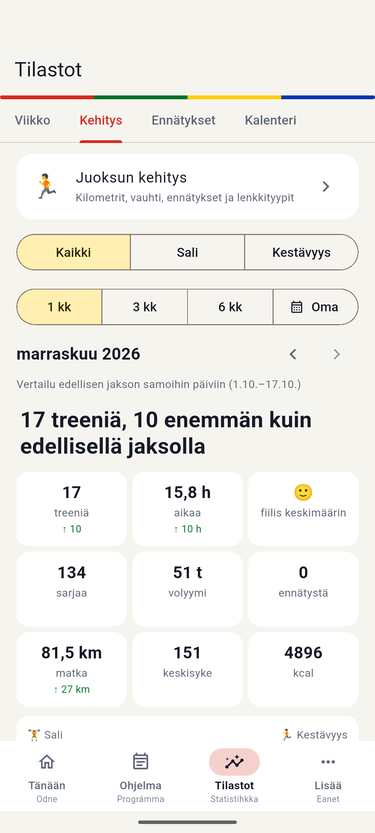 Tilastot
Viikko Kehitys Ennätykset Kalenteri
Juoksun kehitys
Kilometrit, vauhti, ennätykset ja lenkkityypit
Kaikki Sali Kestävyys
1 kk 3 kk 6 kk Oma
marraskuu 2026
Vertailu edellisen jakson samoihin päiviin (1.10.–17.10.)
17 treeniä, 10 enemmän kuin
edellisellä jaksolla
17 15,8 h
treeniä aikaa fiilis keskimäärin
↑ 10 ↑ 10 h
134 51 t 0
sarjaa volyymi ennätystä
81,5 km 151 4896
matka keskisyke kcal
↑ 27 km
Sali Kestävyys
Tänään Ohjelma Tilastot Lisää
Odne Prográmma Statistihkka Eanet